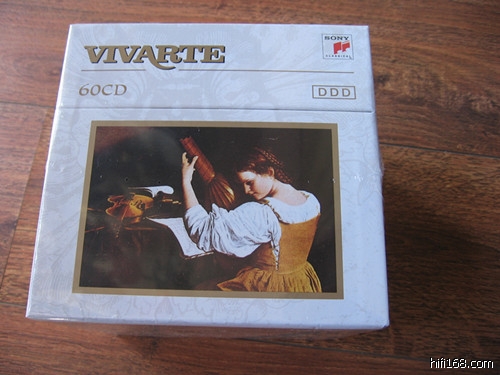 VIVARTE
SONY
CLASSICAL
60CD
DDD
hifi168.com